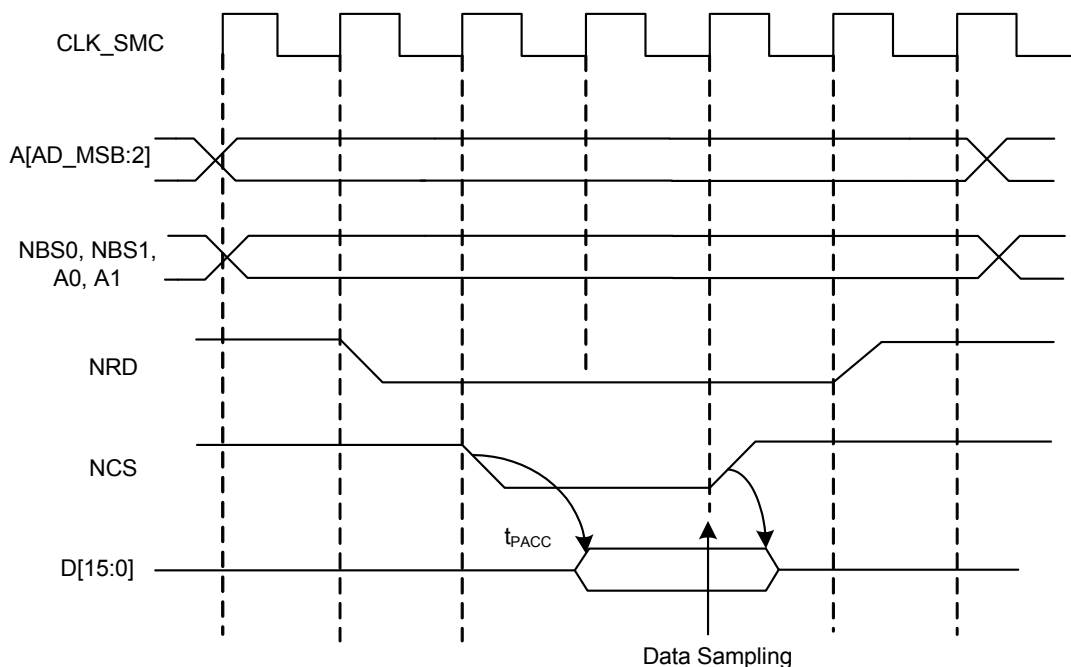 CLK_SMC
A[AD_MSB:2]
NBS0, NBS1,
A0, A1
NRD
NCS
tPACC
D[15:0]
Data Sampling